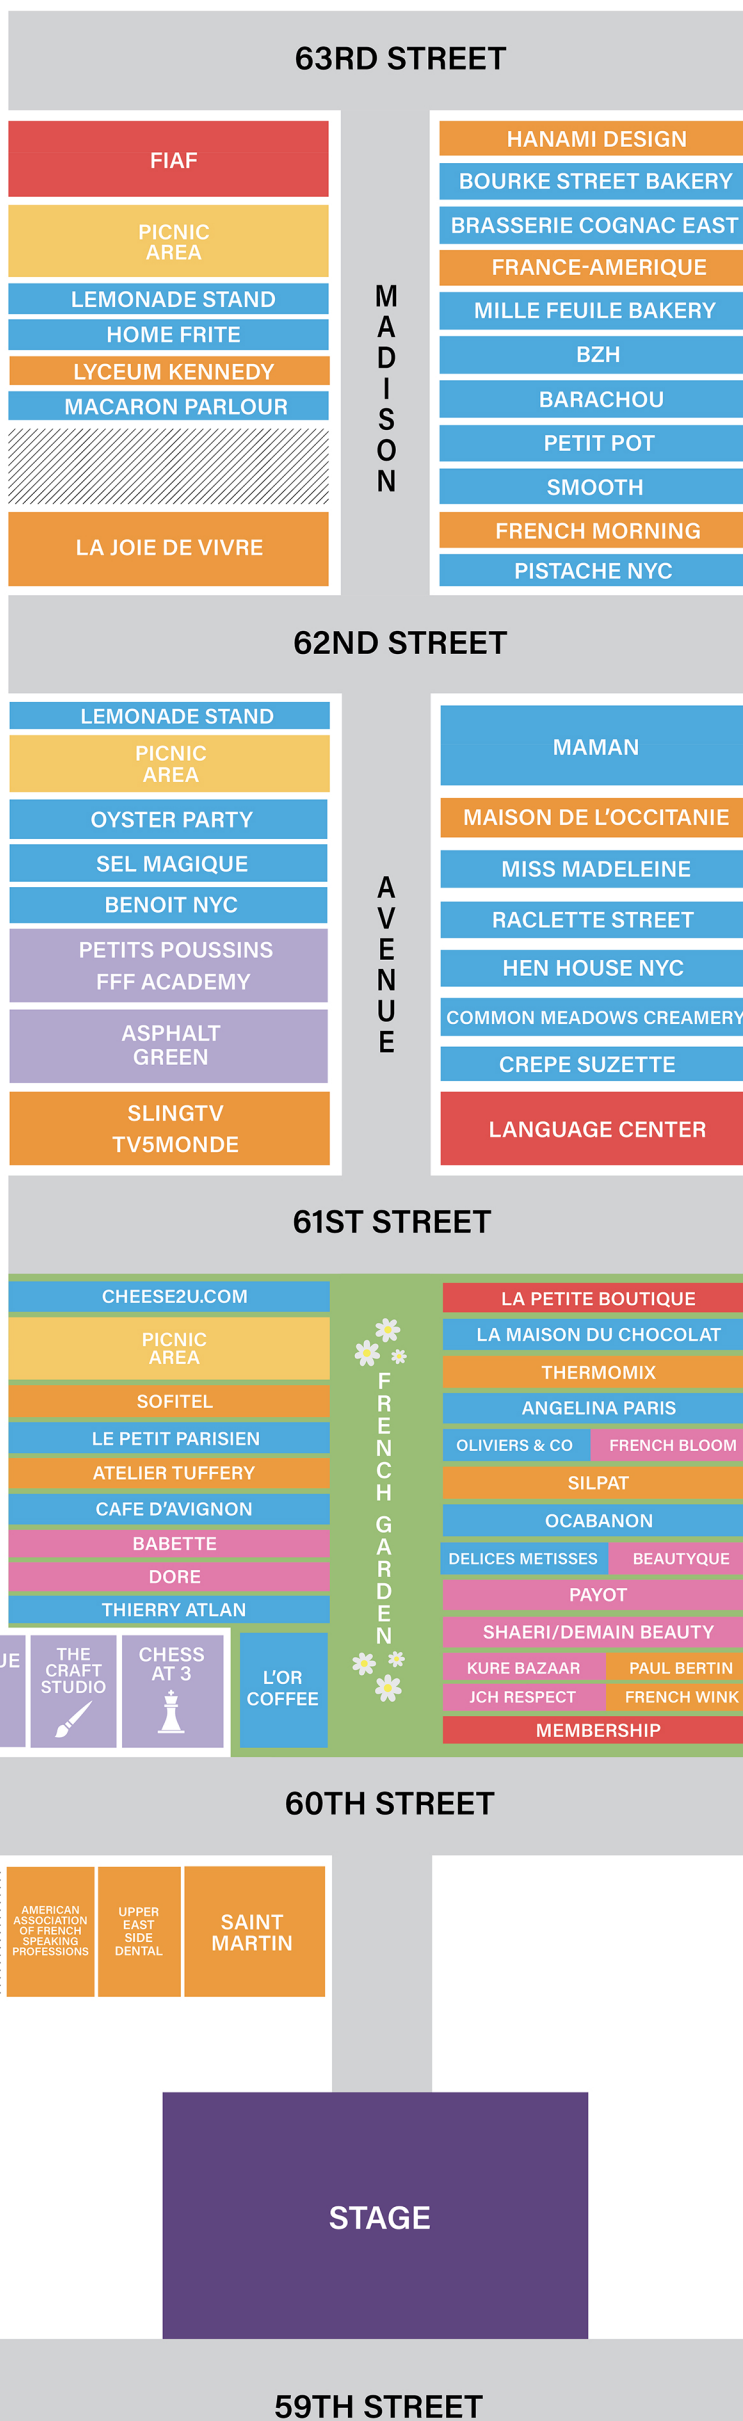 63RD STREET
FIAF
PICNIC
AREA
LEMONADE STAND
HOME FRITE
LYCEUM KENNEDY
MACARON PARLOUR
LA JOIE DE VIVRE
MADISON
HANAMI DESIGN
BOURKE STREET BAKERY
BRASSERIE COGNAC EAST
FRANCE-AMERIQUE
MILLE FEUILE BAKERY
BZH
BARACHOU
PETIT POT
SMOOTH
FRENCH MORNING
PISTACHE NYC
62ND STREET
LEMONADE STAND
PICNIC
AREA
OYSTER PARTY
SEL MAGIQUE
BENOIT NYC
PETITS POUSSINS
FFF ACADEMY
ASPHALT
GREEN
SLINGTV
TV5MONDE
AVENUE
MAMAN
MAISON DE L'OCCITANIE
MISS MADELEINE
RACLETTE STREET
HEN HOUSE NYC
COMMON MEADOWS CREAMERY
CREPE SUZETTE
LANGUAGE CENTER
61ST STREET
CHEESE2U.COM
PICNIC
AREA
SOFITEL
LE PETIT PARISIEN
ATELIER TUFFERY
CAFE D'AVIGNON
BABETTE
DORE
THIERRY ATLAN
UE
THE
CRAFT
STUDIO
CHESS
AT 3
L'OR
COFFEE
FRENCH GARDEN
LA PETITE BOUTIQUE
LA MAISON DU CHOCOLAT
THERMOMIX
ANGELINA PARIS
OLIVIERS & CO FRENCH BLOOM
SILPAT
OCABANON
DELICES METISSES BEAUTYQUE
PAYOT
SHAERI/DEMAIN BEAUTY
KURE BAZAAR PAUL BERTIN
JCH RESPECT FRENCH WINK
MEMBERSHIP
60TH STREET
AMERICAN
ASSOCIATION
OF FRENCH
SPEAKING
PROFESSIONS
UPPER
EAST
SIDE
DENTAL
SAINT
MARTIN
STAGE
59TH STREET